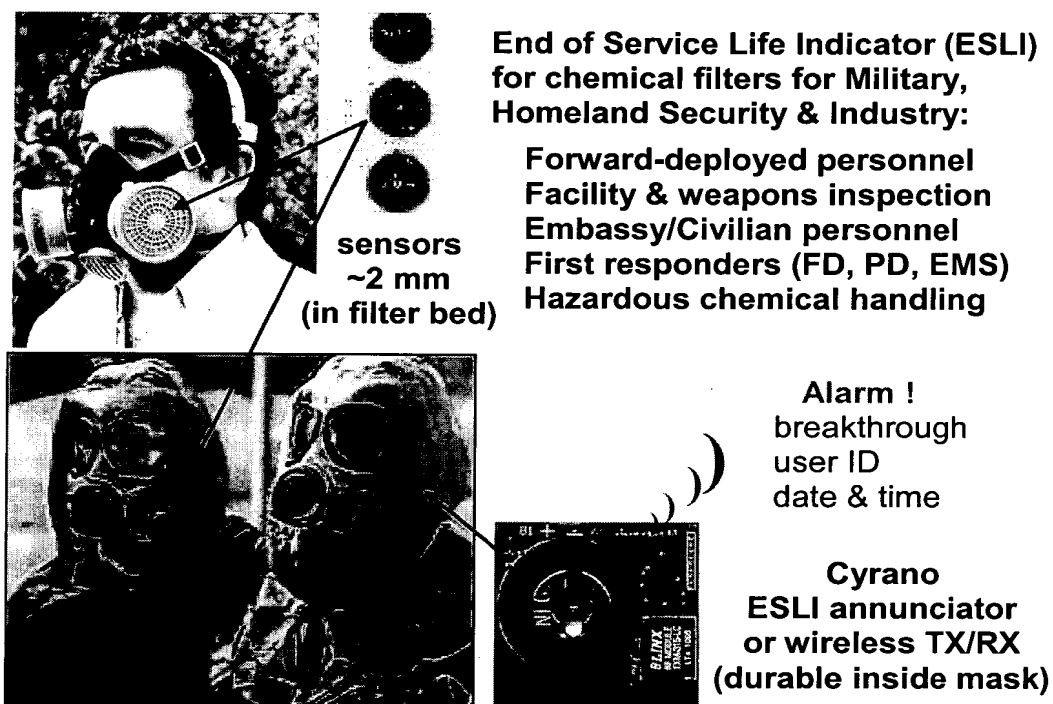 End of Service Life Indicator (ESLI)
for chemical filters for Military,
Homeland Security & Industry:
Forward-deployed personnel
Facility & weapons inspection
Embassy/Civilian personnel
First responders (FD, PD, EMS)
Hazardous chemical handling
sensors
~2 mm
(in filter bed)
Alarm !
breakthrough
user ID
date & time
Cyrano
ESLI annunciator
or wireless TX/RX
(durable inside mask)